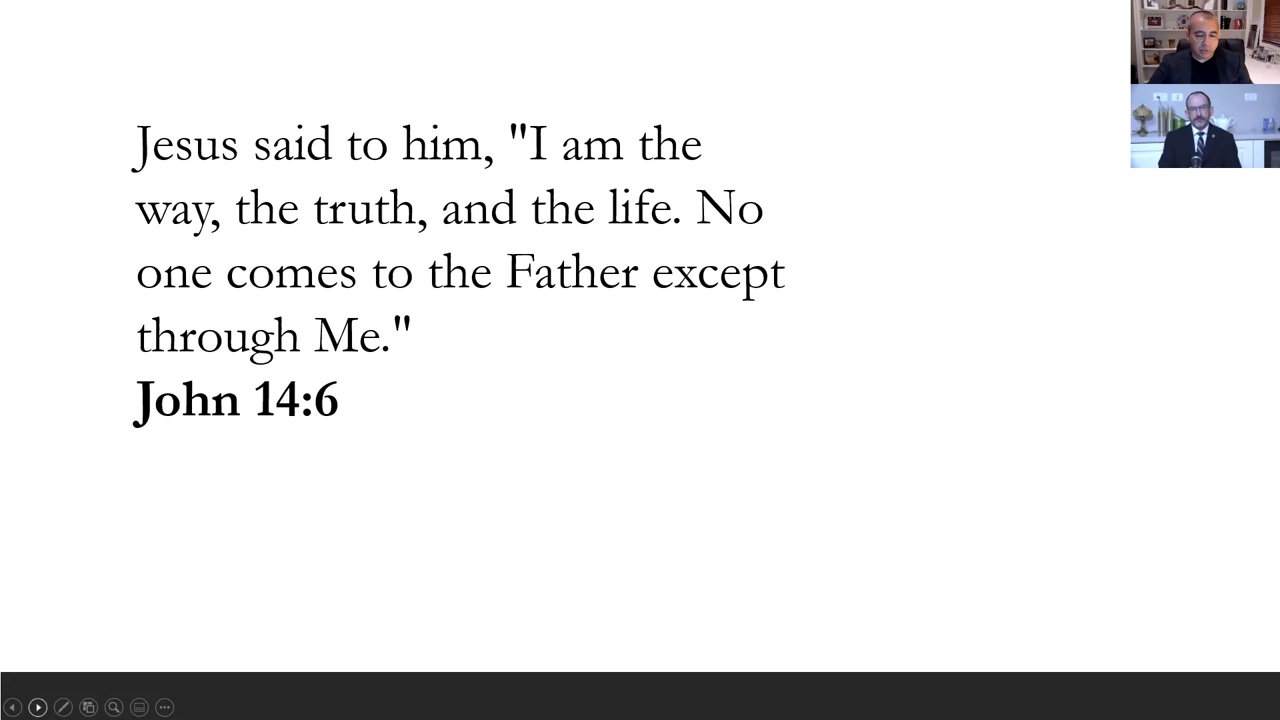 Jesus said to him, "I am the
way, the truth, and the life. No
one comes to the Father except
through Me."
John 14:6